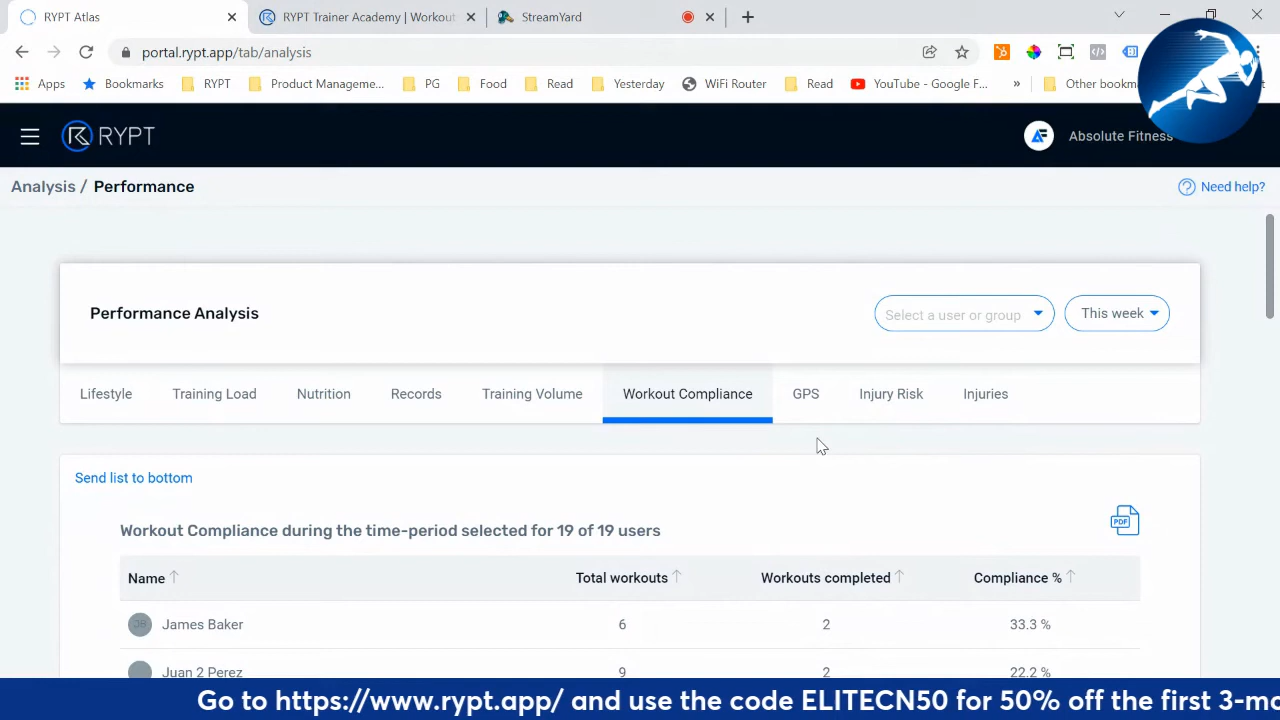 RYPT Atlas
RYPT Trainer Academy | Workout
StreamYard
portal.rypt.app/tab/analysis
Apps
Bookmarks
RYPT
Product Manageme...
PG
Read
Yesterday
WiFi Router
Read
YouTube - Google F...
»
Other bookm
RYPT
AF
Absolute Fitness
Analysis / Performance
Need help?
Performance Analysis
Select a user or group
This week
Lifestyle
Training Load
Nutrition
Records
Training Volume
Workout Compliance
GPS
Injury Risk
Injuries
Send list to bottom
Workout Compliance during the time-period selected for 19 of 19 users
PDF
Name
Total workouts
Workouts completed
Compliance %
James Baker
6
2
33.3 %
Juan 2 Perez
9
2
22.2 %
Go to https://www.rypt.app/ and use the code ELITECN50 for 50% off the first 3-mo